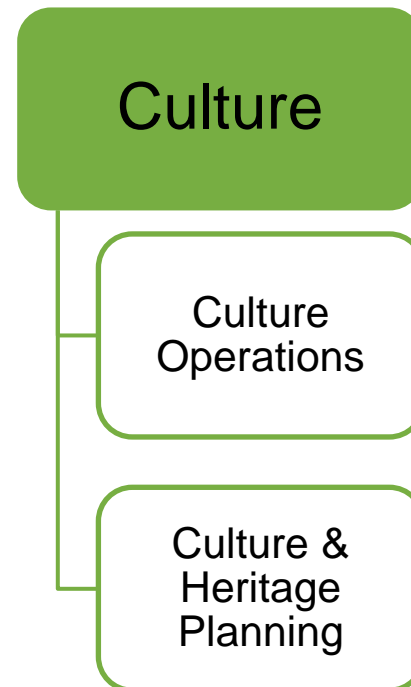 Culture
Culture
Operations
Culture &
Heritage
Planning